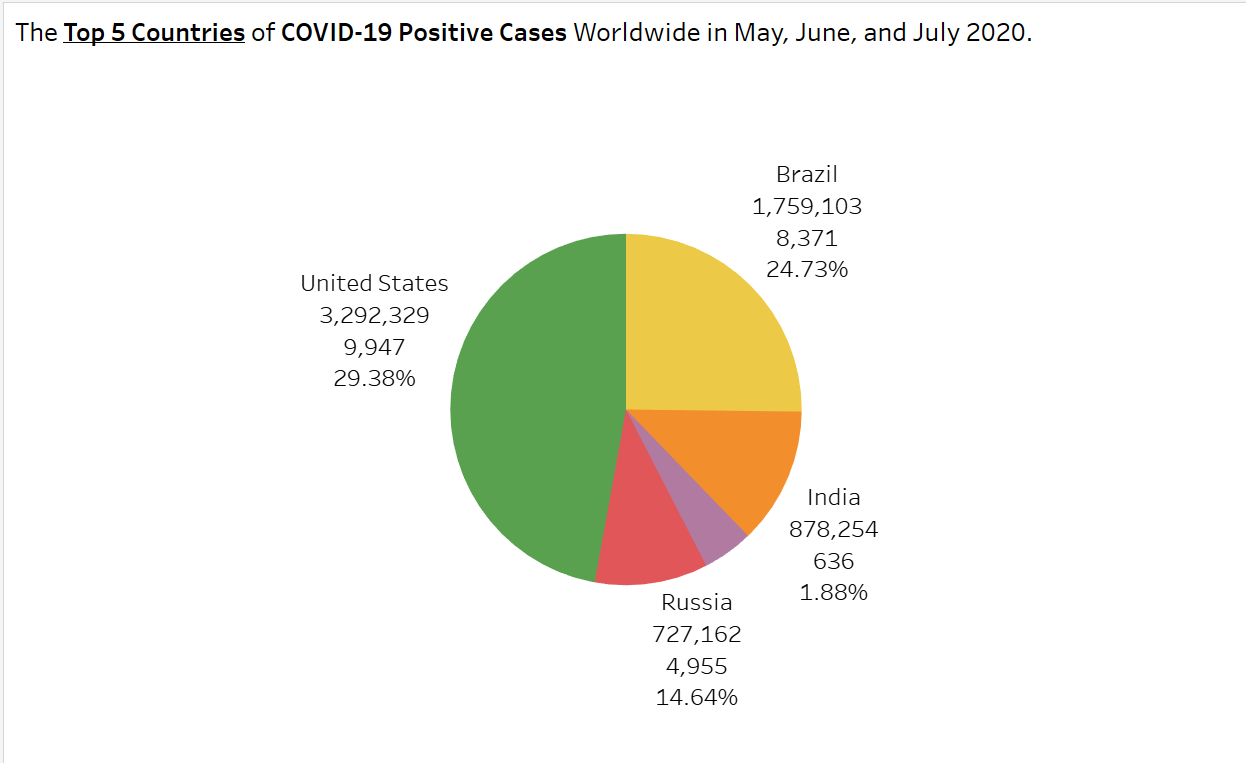 The Top 5 Countries of COVID-19 Positive Cases Worldwide in May, June, and July 2020.
Brazil
1,759,103
8,371
24.73%
United States
3,292,329
9,947
29.38%
India
878,254
636
1.88%
Russia
727,162
4,955
14.64%